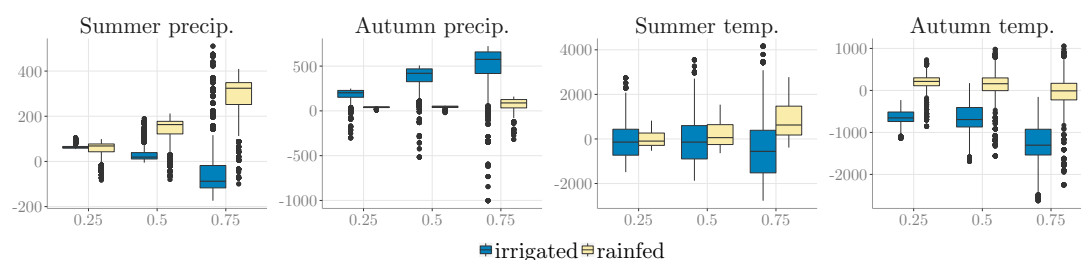 Summer precip.
400
200
0
-200
0.25 0.5 0.75
Autumn precip.
500
0
-500
-1000
0.25 0.5 0.75
Summer temp.
4000
2000
0
-2000
0.25 0.5 0.75
Autumn temp.
1000
0
-1000
-2000
0.25 0.5 0.75
irrigated rainfed